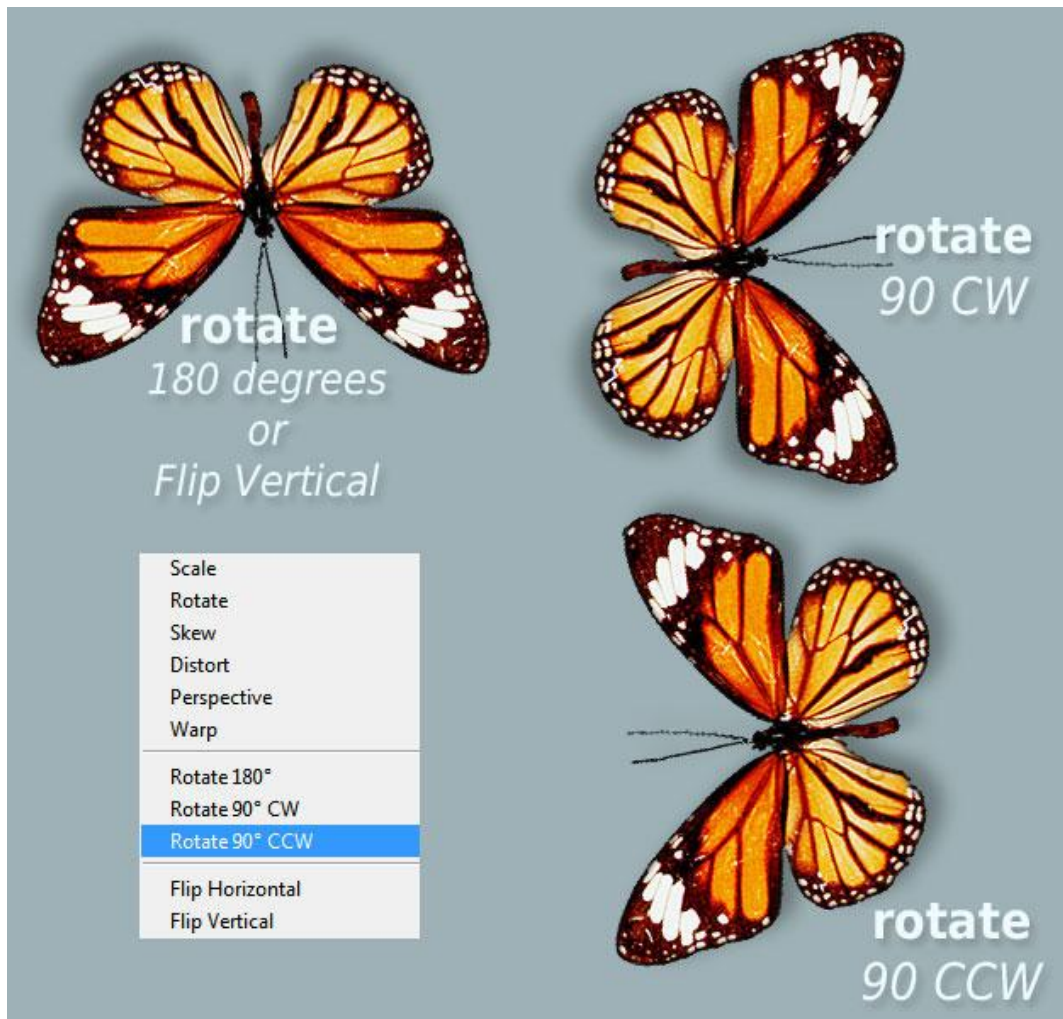 rotate
180 degrees
or
Flip Vertical
rotate
90 CW
Scale
Rotate
Skew
Distort
Perspective
Warp
Rotate 180°
Rotate 90° CW
Rotate 90° CCW
Flip Horizontal
Flip Vertical
rotate
90 CCW